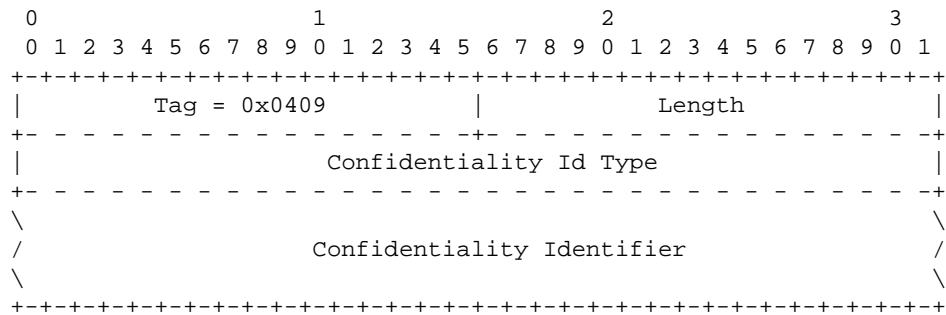 0                   1                   2                   3
 0 1 2 3 4 5 6 7 8 9 0 1 2 3 4 5 6 7 8 9 0 1 2 3 4 5 6 7 8 9 0 1
+-+-+-+-+-+-+-+-+-+-+-+-+-+-+-+-+-+-+-+-+-+-+-+-+-+-+-+-+-+-+-+-+
|         Tag = 0x0409          |            Length             |
+- - - - - - - - - - - - - - - -+- - - - - - - - - - - - - - - -+
|                     Confidentiality Id Type                   |
+- - - - - - - - - - - - - - - - - - - - - - - - - - - - - - - -+
\                                                               \
/                    Confidentiality Identifier                 /
\                                                               \
+-+-+-+-+-+-+-+-+-+-+-+-+-+-+-+-+-+-+-+-+-+-+-+-+-+-+-+-+-+-+-+-+